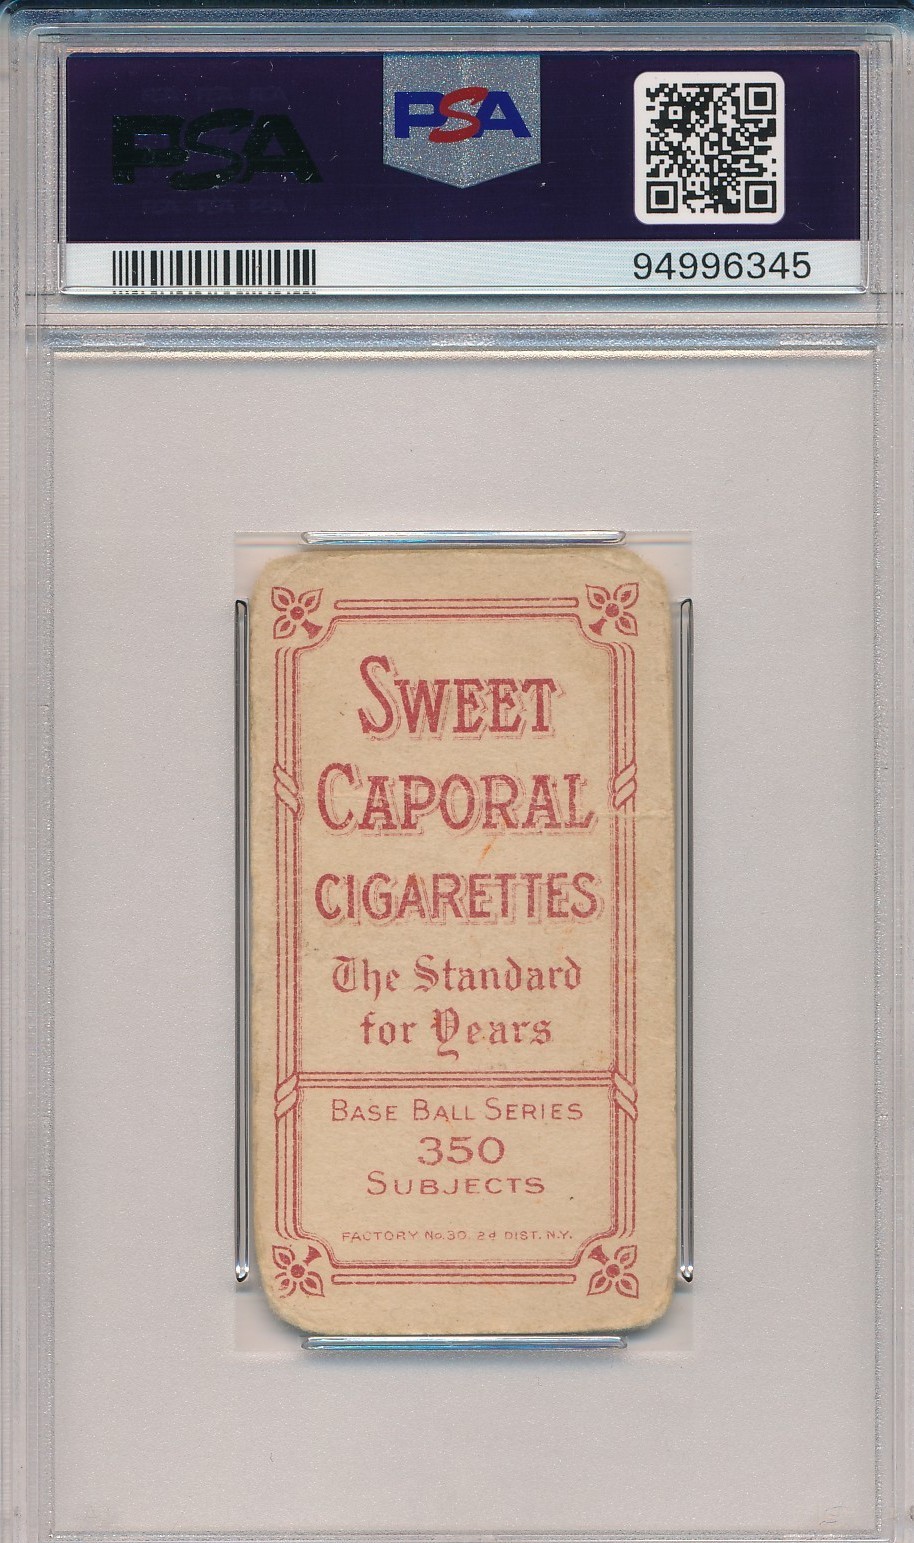 PSA
PSA
94996345
SWEET
CAPORAL
CIGARETTES
The Standard
for Years
BASE BALL SERIES
350
SUBJECTS
FACTORY No. 30, 2d DIST. N.Y.